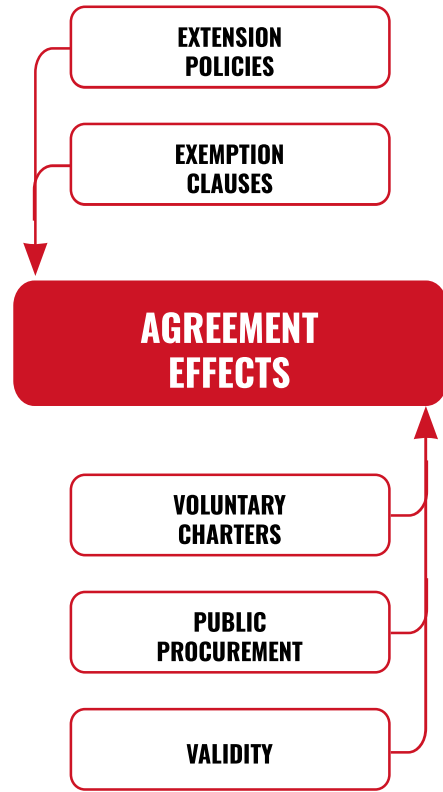 EXTENSION
POLICIES
EXEMPTION
CLAUSES
AGREEMENT
EFFECTS
VOLUNTARY
CHARTERS
PUBLIC
PROCUREMENT
VALIDITY